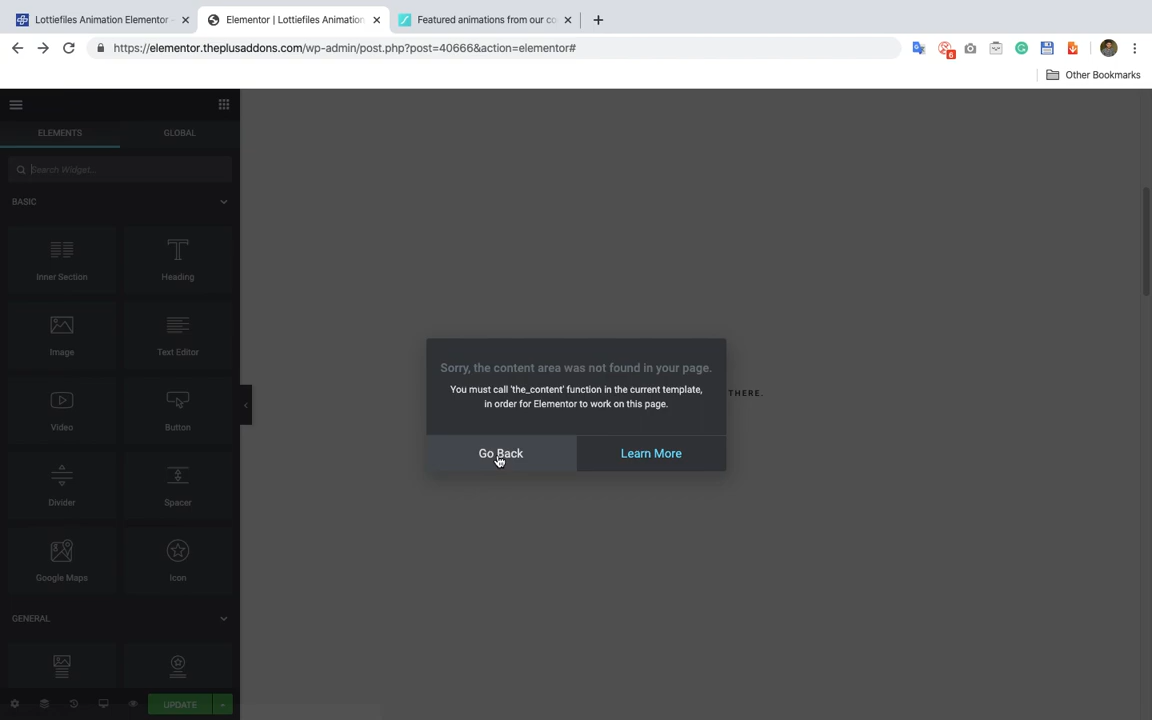 Lottiefiles Animation Elementor
Elementor | Lottiefiles Animation
Featured animations from our co
https://elementor.theplusaddons.com/wp-admin/post.php?post=40666&action=elementor#
6
Other Bookmarks
ELEMENTS
GLOBAL
Search Widget...
BASIC
Inner Section
Heading
Image
Text Editor
Video
Button
Divider
Spacer
Google Maps
Icon
GENERAL
UPDATE
THERE.
Sorry, the content area was not found in your page.
You must call 'the_content' function in the current template,
in order for Elementor to work on this page.
Go Back
Learn More